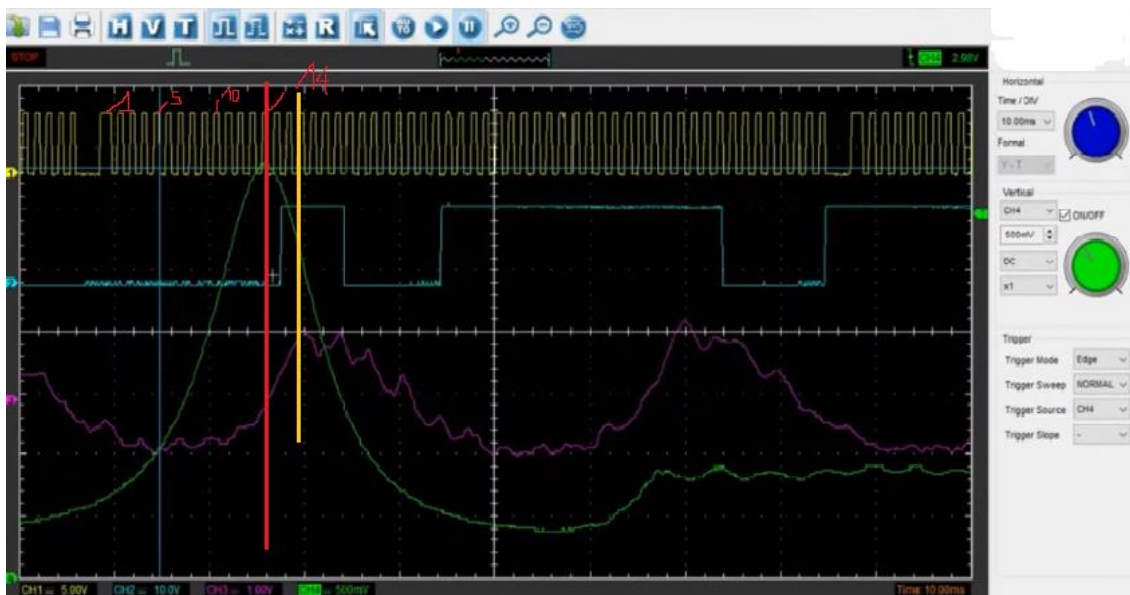 H V T R
AU
TO
STOP
CH4 2.98V
1 5 10 14
Horizontal
Time / DIV
10.00ms
Format
Y - T
Vertical
CH4 ON/OFF
500mV
DC
x1
Trigger
Trigger Mode Edge
Trigger Sweep NORMAL
Trigger Source CH4
Trigger Slope -
CH1 = 5.00V CH2 = 10.0V CH3 = 1.00V CH4 = 500mV Time 10.00ms